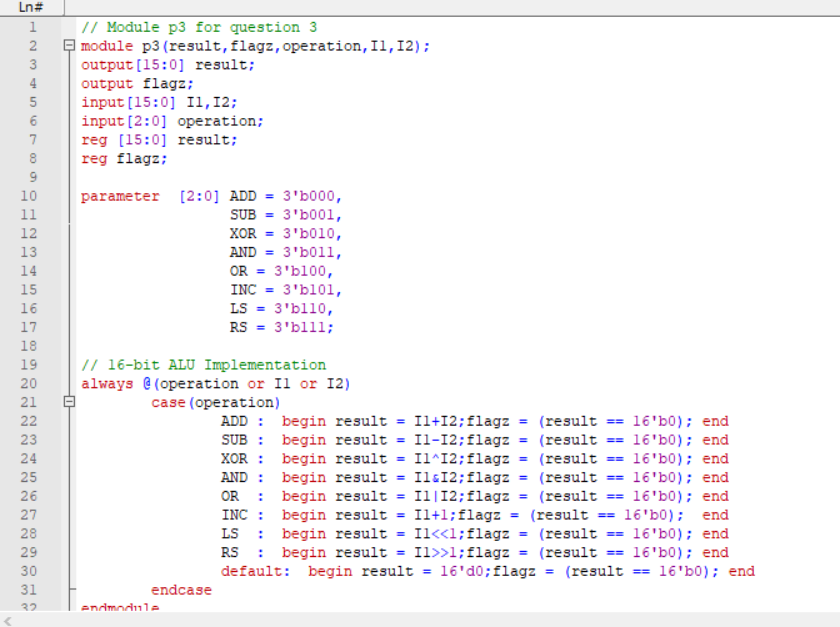 Ln#
1 // Module p3 for question 3
2 module p3(result,flagz,operation,I1,I2);
3 output[15:0] result;
4 output flagz;
5 input[15:0] I1,I2;
6 input[2:0] operation;
7 reg [15:0] result;
8 reg flagz;
9
10 parameter [2:0] ADD = 3'b000,
11 SUB = 3'b001,
12 XOR = 3'b010,
13 AND = 3'b011,
14 OR = 3'b100,
15 INC = 3'b101,
16 LS = 3'b110,
17 RS = 3'b111;
18
19 // 16-bit ALU Implementation
20 always @(operation or I1 or I2)
21 case(operation)
22 ADD : begin result = I1+I2;flagz = (result == 16'b0); end
23 SUB : begin result = I1-I2;flagz = (result == 16'b0); end
24 XOR : begin result = I1^I2;flagz = (result == 16'b0); end
25 AND : begin result = I1&I2;flagz = (result == 16'b0); end
26 OR : begin result = I1|I2;flagz = (result == 16'b0); end
27 INC : begin result = I1+1;flagz = (result == 16'b0); end
28 LS : begin result = I1<<1;flagz = (result == 16'b0); end
29 RS : begin result = I1>>1;flagz = (result == 16'b0); end
30 default: begin result = 16'd0;flagz = (result == 16'b0); end
31 endcase
32 endmodule